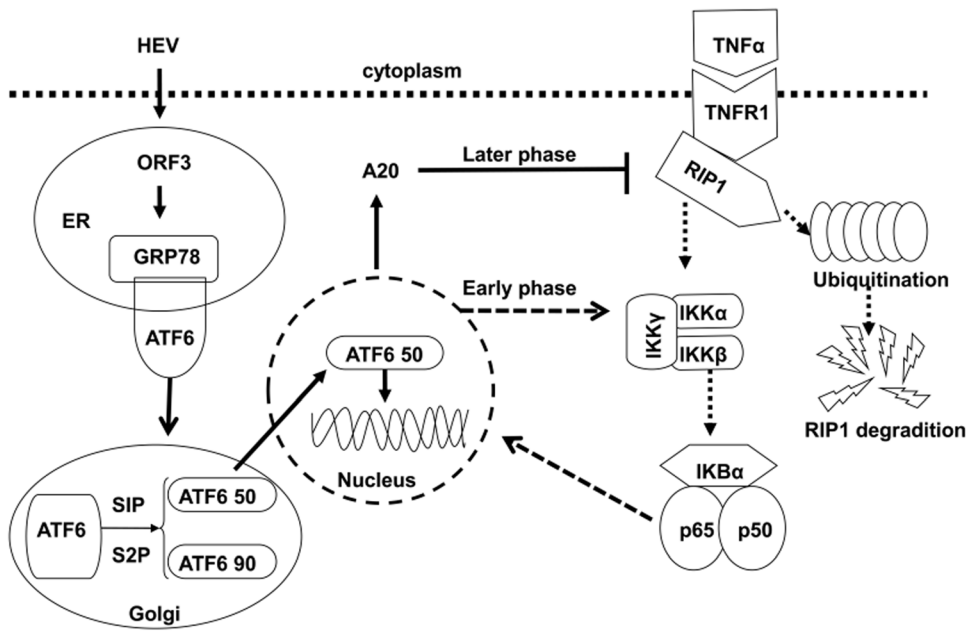 HEV
cytoplasm
TNFα
TNFR1
RIP1
ORF3
ER
GRP78
ATF6
A20
Later phase
Early phase
Ubiquitination
RIP1 degradition
IKKγ
IKKα
IKKβ
ATF6 50
Nucleus
IKBα
p65
p50
ATF6
SIP
S2P
ATF6 50
ATF6 90
Golgi